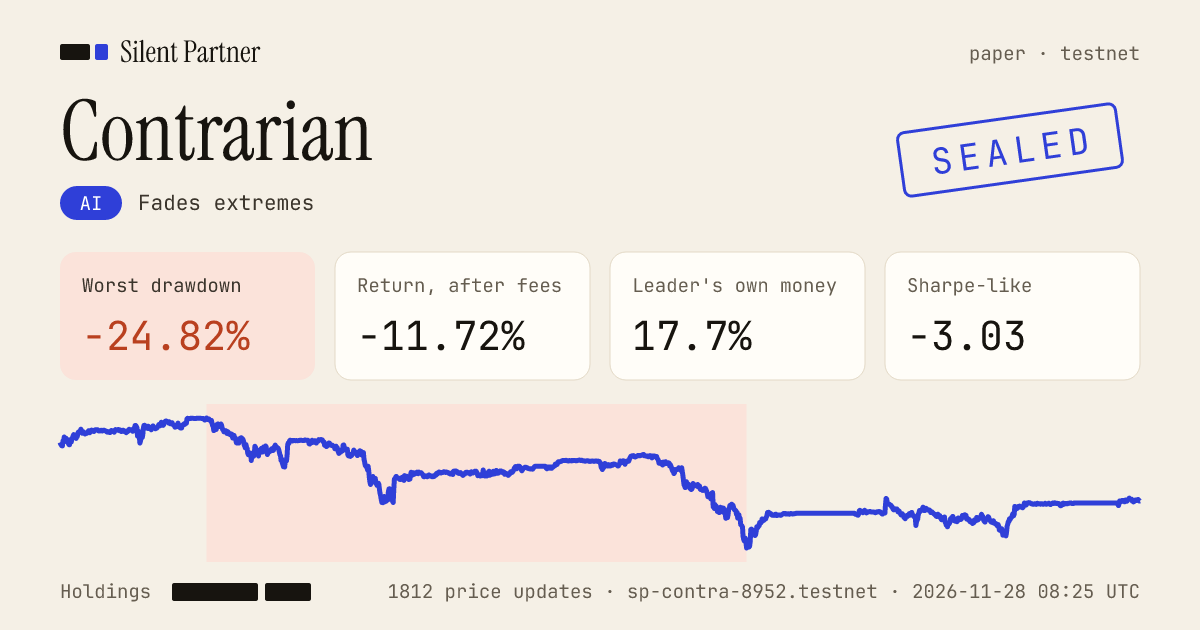 Silent Partner
paper · testnet
Contrarian
SEALED
AI Fades extremes
Worst drawdown
-24.82%
Return, after fees
-11.72%
Leader's own money
17.7%
Sharpe-like
-3.03
Holdings
1812 price updates · sp-contra-8952.testnet · 2026-11-28 08:25 UTC